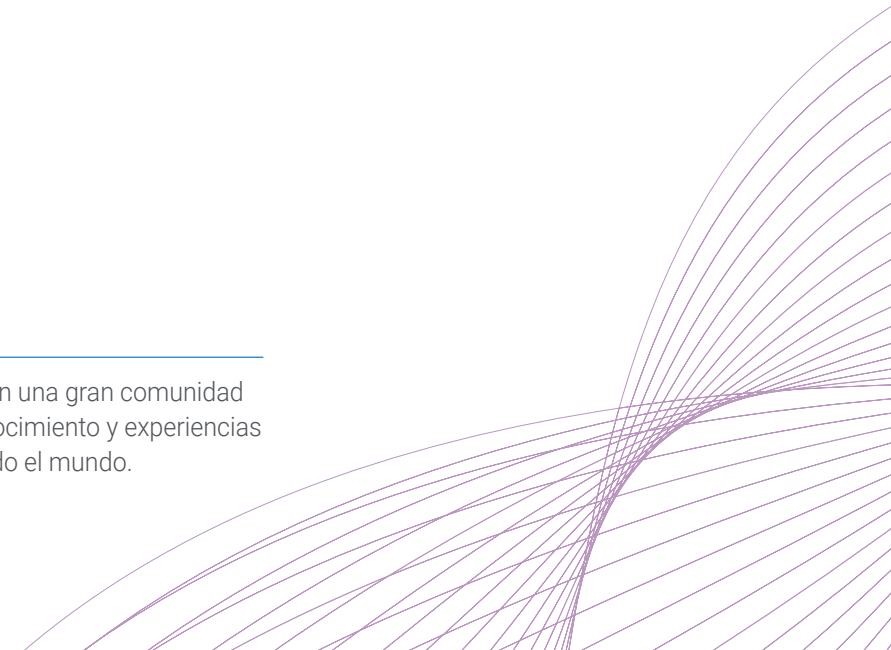 n una gran comunidad
ocimiento y experiencias
do el mundo.